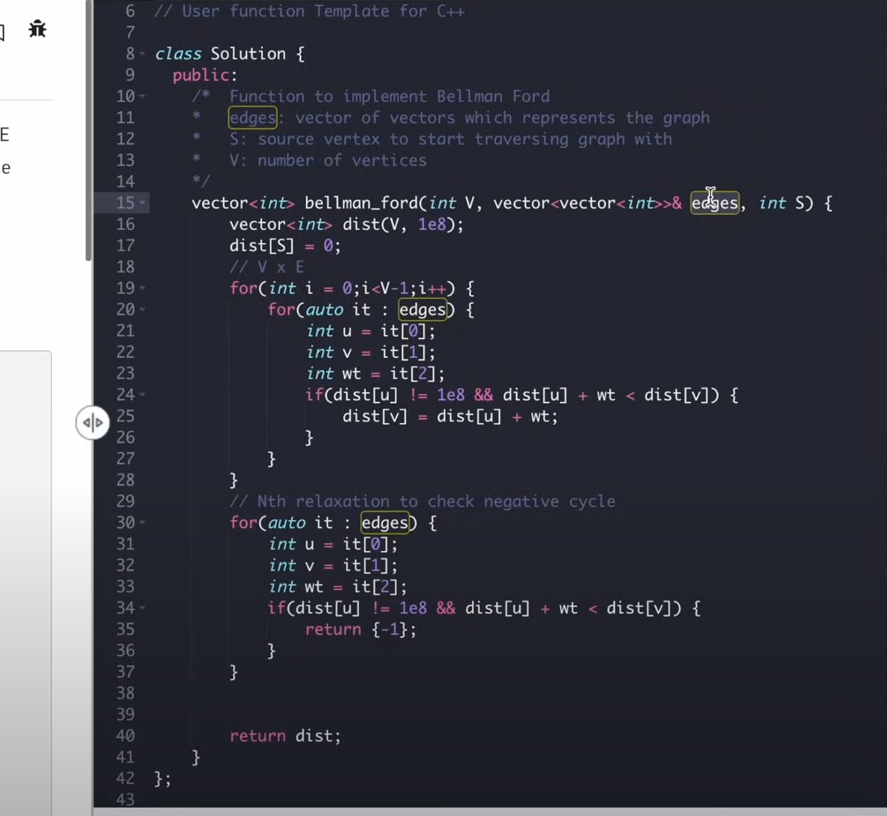 E
e
6 // User function Template for C++
7
8 class Solution {
9 public:
10 /* Function to implement Bellman Ford
11 * edges: vector of vectors which represents the graph
12 * S: source vertex to start traversing graph with
13 * V: number of vertices
14 */
15 vector<int> bellman_ford(int V, vector<vector<int>>& edges, int S) {
16 vector<int> dist(V, 1e8);
17 dist[S] = 0;
18 // V x E
19 for(int i = 0;i<V-1;i++) {
20 for(auto it : edges) {
21 int u = it[0];
22 int v = it[1];
23 int wt = it[2];
24 if(dist[u] != 1e8 && dist[u] + wt < dist[v]) {
25 dist[v] = dist[u] + wt;
26 }
27 }
28 }
29 // Nth relaxation to check negative cycle
30 for(auto it : edges) {
31 int u = it[0];
32 int v = it[1];
33 int wt = it[2];
34 if(dist[u] != 1e8 && dist[u] + wt < dist[v]) {
35 return {-1};
36 }
37 }
38
39
40 return dist;
41 }
42 };
43